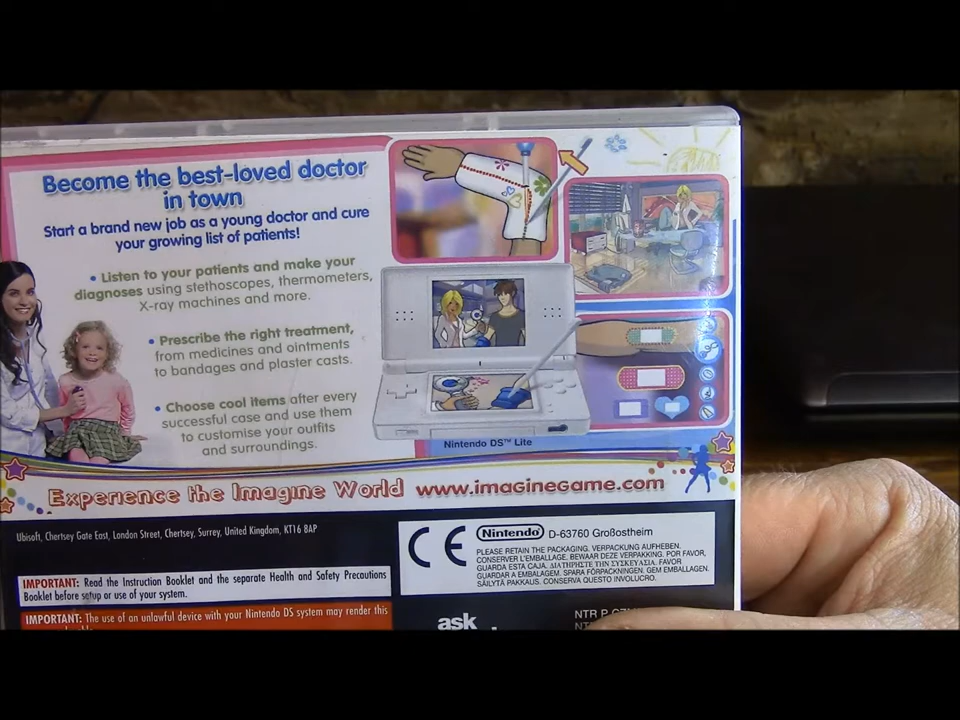 Become the best-loved doctor
in town
Start a brand new job as a young doctor and cure
your growing list of patients!
• Listen to your patients and make your
diagnoses using stethoscopes, thermometers,
X-ray machines and more.
• Prescribe the right treatment,
from medicines and ointments
to bandages and plaster casts.
• Choose cool items after every
successful case and use them
to customise your outfits
and surroundings.
Nintendo DS™ Lite
Experience the Imagine World www.imaginegame.com
Ubisoft, Chertsey Gate East, London Street, Chertsey, Surrey, United Kingdom, KT16 8AP
IMPORTANT: Read the Instruction Booklet and the separate Health and Safety Precautions
Booklet before setup or use of your system.
IMPORTANT: The use of an unlawful device with your Nintendo DS system may render this
CE Nintendo D-63760 Großostheim
PLEASE RETAIN THE PACKAGING. VERPACKUNG AUFHEBEN.
CONSERVER L'EMBALLAGE. BEWAAR DEZE VERPAKKING. POR FAVOR,
GUARDA ESTA CAJA. ΔΙΑΤΗΡΗΣΤΕ ΤΗΝ ΣΥΣΚΕΥΑΣΙΑ. FAVOR
GUARDAR A EMBALAGEM. SPARA FÖRPACKNINGEN. GEM EMBALLAGEN.
SÄILYTÄ PAKKAUS. CONSERVA QUESTO INVOLUCRO.
ask
NTR P